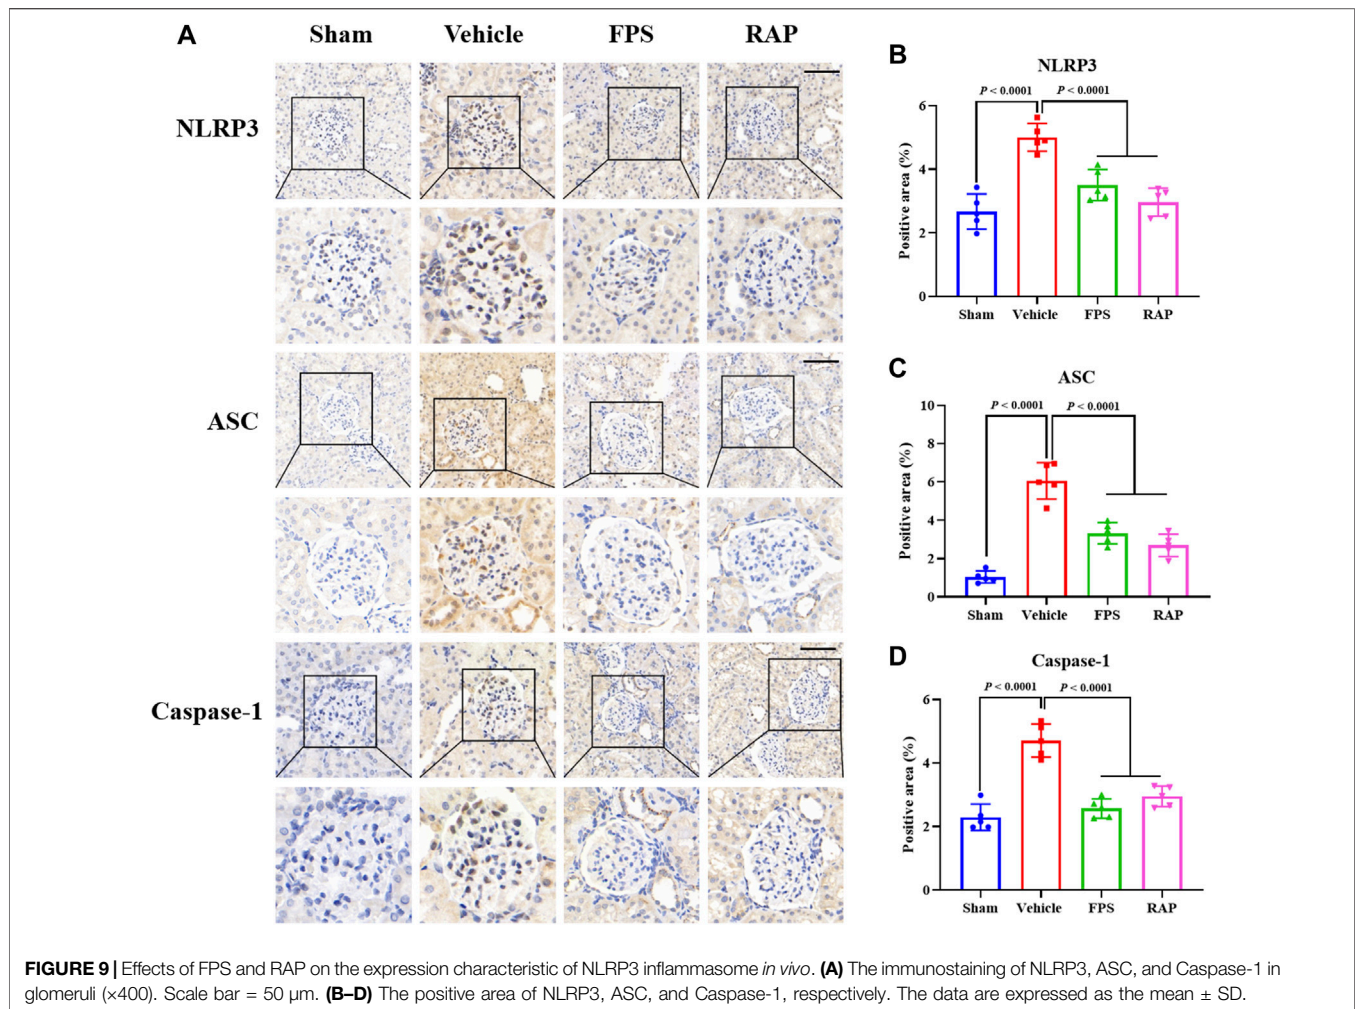 A
Sham Vehicle FPS RAP
NLRP3
ASC
Caspase-1
B
NLRP3
P < 0.0001 P < 0.0001
Positive area (%)
6
4
2
0
Sham Vehicle FPS RAP
C
ASC
P < 0.0001 P < 0.0001
Positive area (%)
10
8
6
4
2
0
Sham Vehicle FPS RAP
D
Caspase-1
P < 0.0001 P < 0.0001
Positive area (%)
6
4
2
0
Sham Vehicle FPS RAP
FIGURE 9 | Effects of FPS and RAP on the expression characteristic of NLRP3 inflammasome in vivo. (A) The immunostaining of NLRP3, ASC, and Caspase-1 in
glomeruli (×400). Scale bar = 50 μm. (B–D) The positive area of NLRP3, ASC, and Caspase-1, respectively. The data are expressed as the mean ± SD.